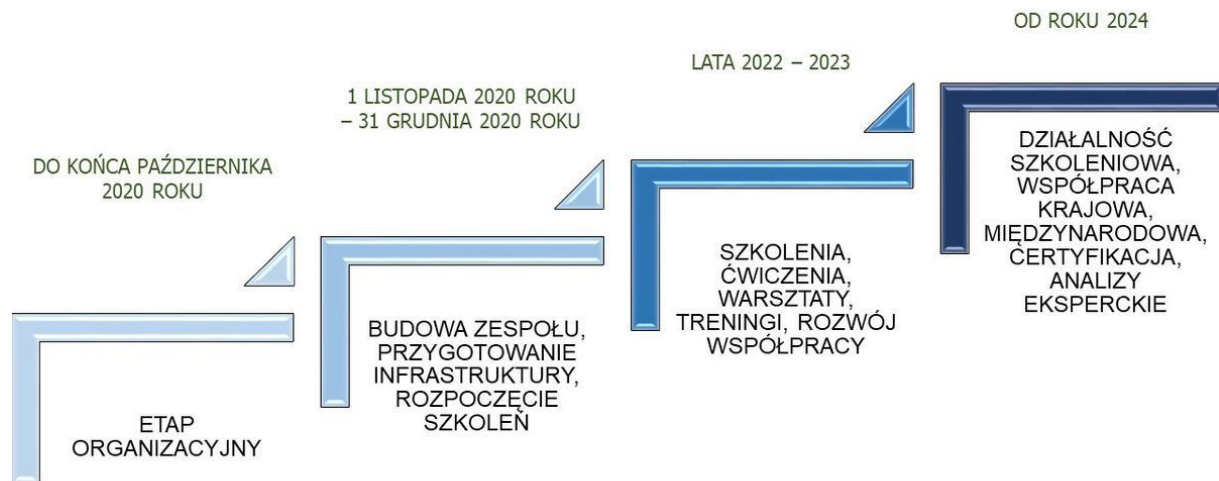 DO KOŃCA PAŹDZIERNIKA
2020 ROKU
ETAP
ORGANIZACYJNY
1 LISTOPADA 2020 ROKU
– 31 GRUDNIA 2020 ROKU
BUDOWA ZESPOŁU,
PRZYGOTOWANIE
INFRASTRUKTURY,
ROZPOCZĘCIE
SZKOLEŃ
LATA 2022 – 2023
SZKOLENIA,
ĆWICZENIA,
WARSZTATY,
TRENINGI, ROZWÓJ
WSPÓŁPRACY
OD ROKU 2024
DZIAŁALNOŚĆ
SZKOLENIOWA,
WSPÓŁPRACA
KRAJOWA,
MIĘDZYNARODOWA,
CERTYFIKACJA,
ANALIZY
EKSPERCKIE